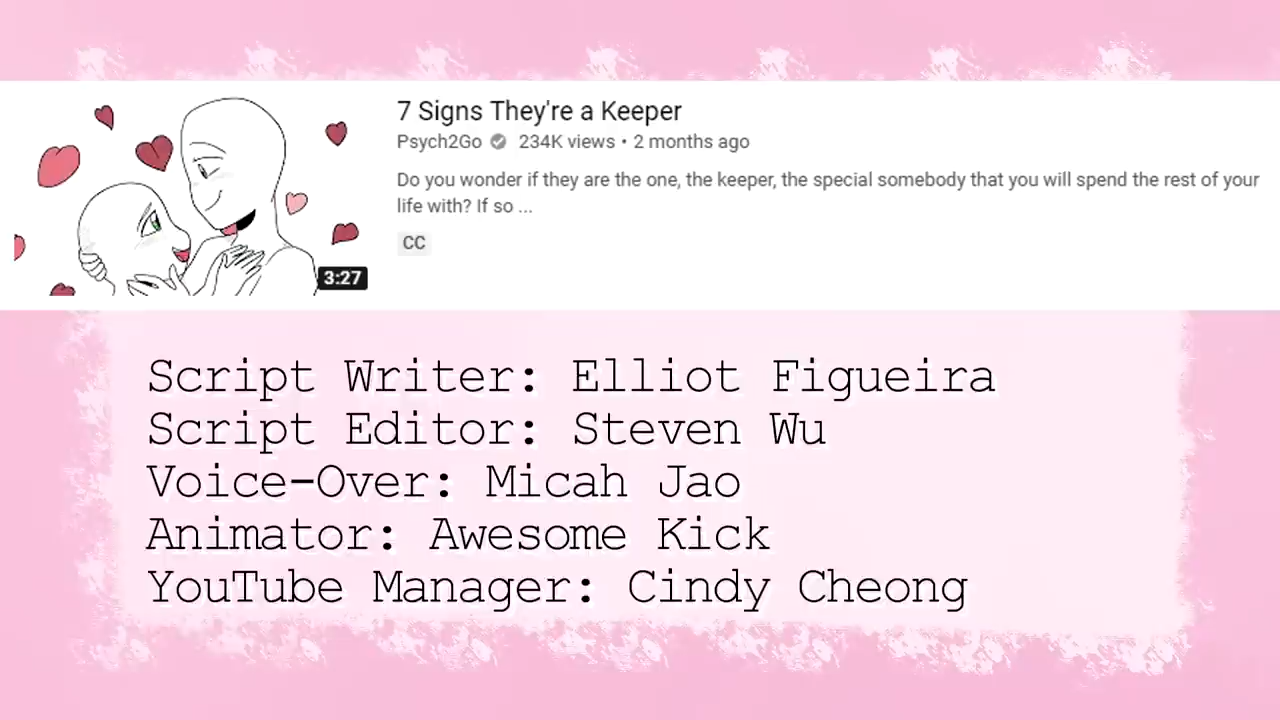 7 Signs They're a Keeper
Psych2Go 234K views • 2 months ago
Do you wonder if they are the one, the keeper, the special somebody that you will spend the rest of your
life with? If so ...
CC
3:27
Script Writer: Elliot Figueira
Script Editor: Steven Wu
Voice-Over: Micah Jao
Animator: Awesome Kick
YouTube Manager: Cindy Cheong